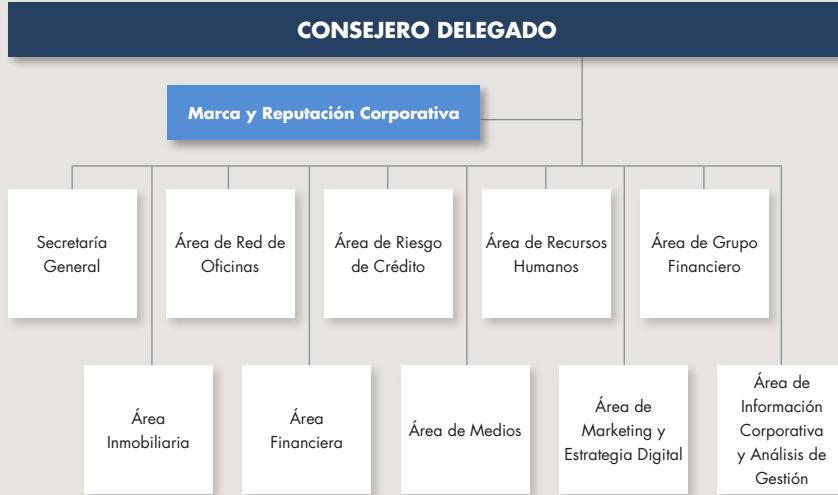 CONSEJERO DELEGADO
Marca y Reputación Corporativa
Secretaría
General
Área de Red de
Oficinas
Área de Riesgo
de Crédito
Área de Recursos
Humanos
Área de Grupo
Financiero
Área
Inmobiliaria
Área
Financiera
Área de Medios
Área de
Marketing y
Estrategia Digital
Área de
Información
Corporativa
y Análisis de
Gestión